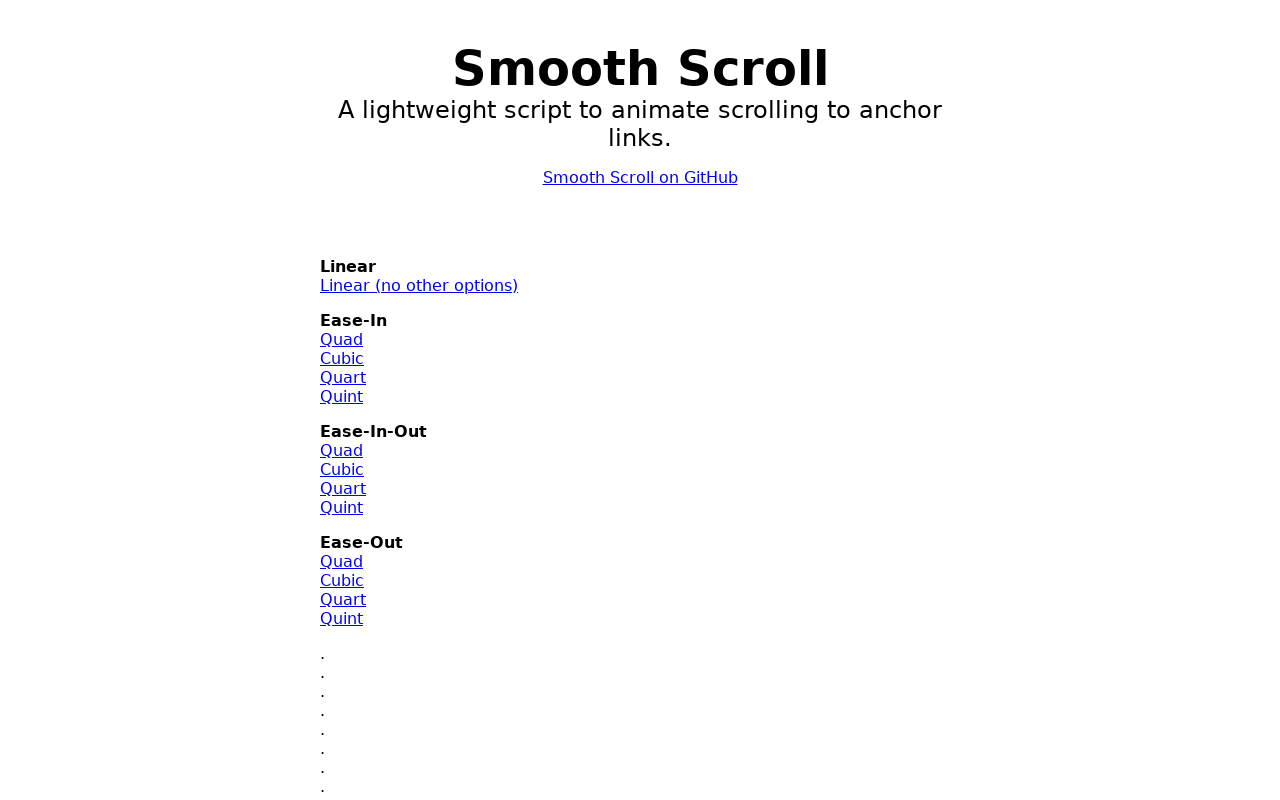 Smooth Scroll
A lightweight script to animate scrolling to anchor
links.
Smooth Scroll on GitHub
Linear
Linear (no other options)
Ease-In
Quad
Cubic
Quart
Quint
Ease-In-Out
Quad
Cubic
Quart
Quint
Ease-Out
Quad
Cubic
Quart
Quint
.
.
.
.
.
.
.
.